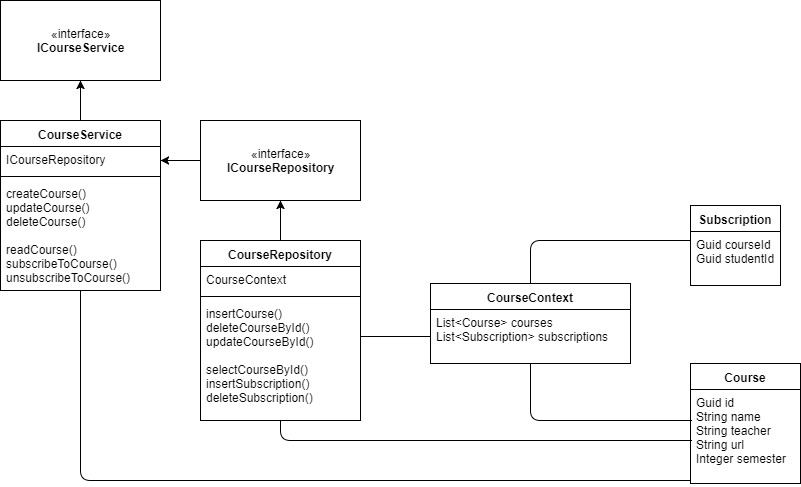 «interface»
ICourseService
CourseService
ICourseRepository
createCourse()
updateCourse()
deleteCourse()
readCourse()
subscribeToCourse()
unsubscribeToCourse()
«interface»
ICourseRepository
CourseRepository
CourseContext
insertCourse()
deleteCourseById()
updateCourseById()
selectCourseById()
insertSubscription()
deleteSubscription()
CourseContext
List<Course> courses
List<Subscription> subscriptions
Subscription
Guid courseId
Guid studentId
Course
Guid id
String name
String teacher
String url
Integer semester